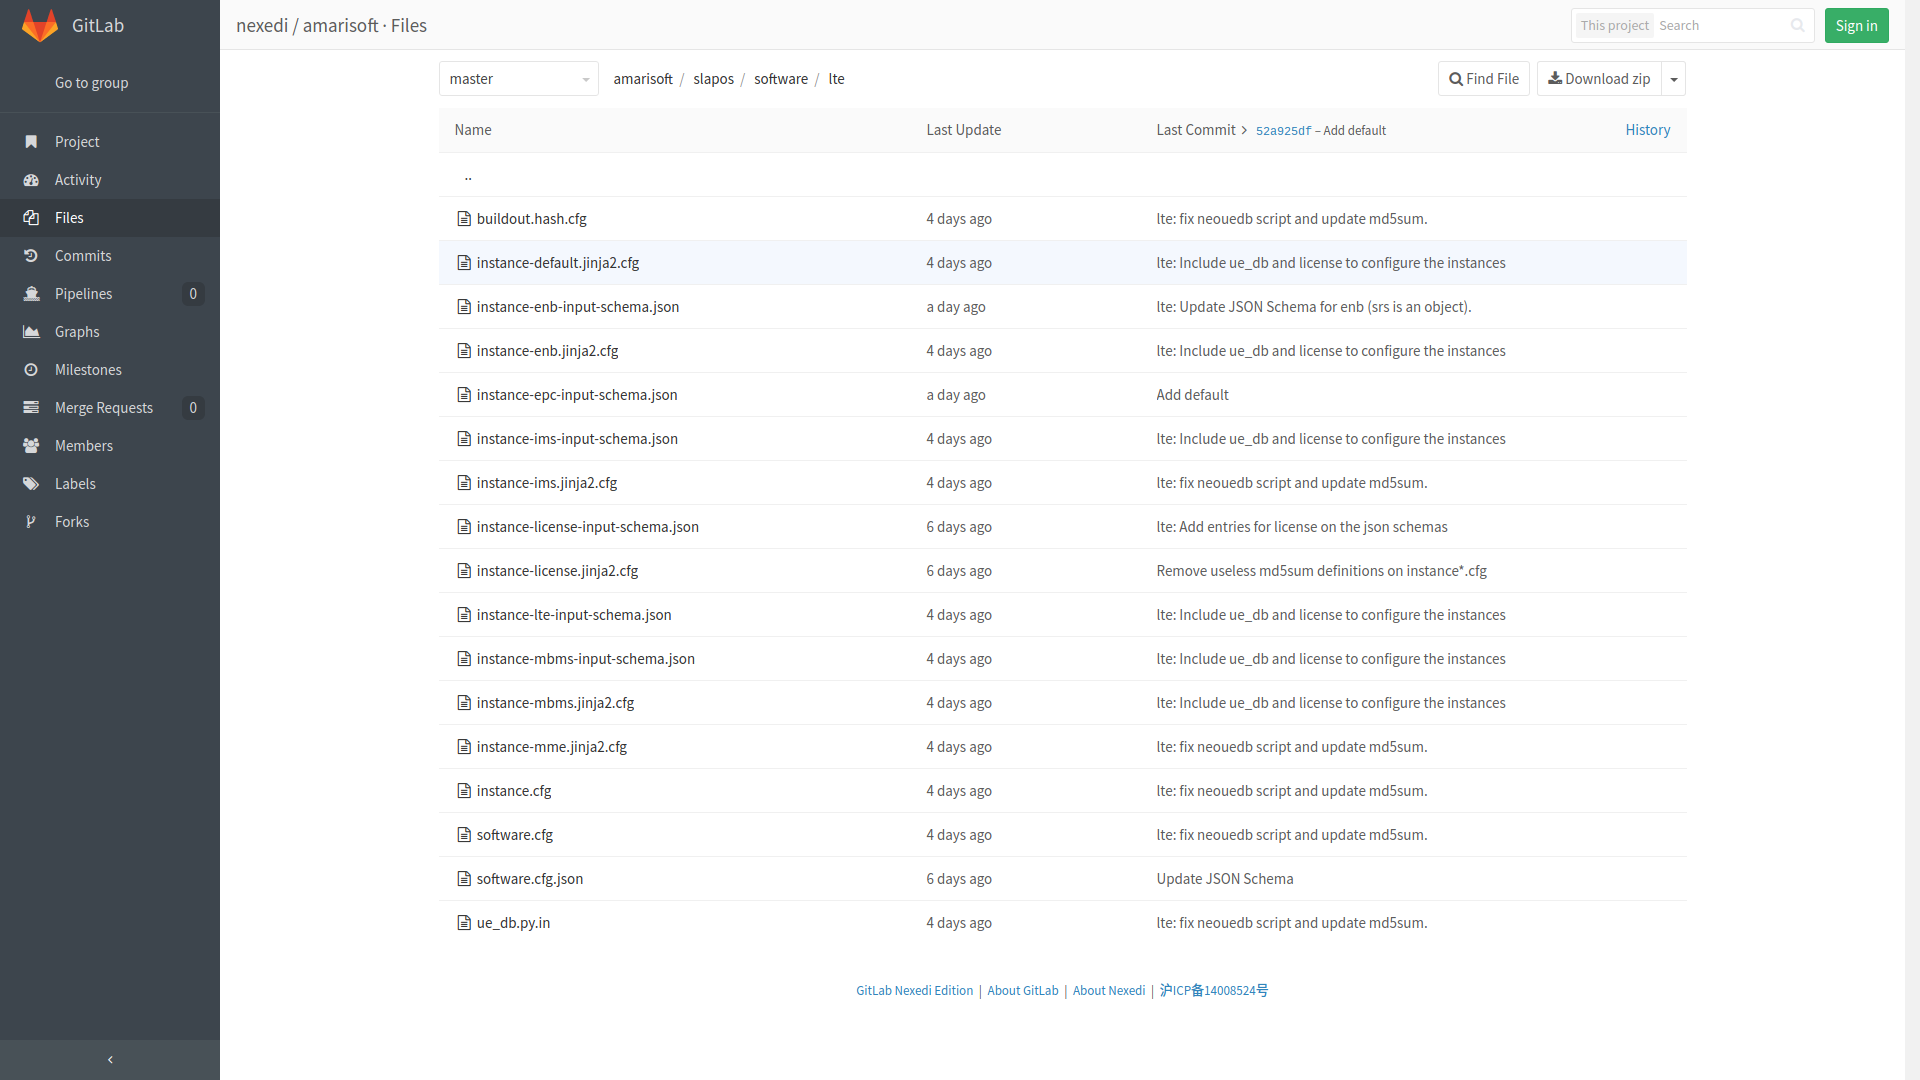 GitLab
nexedi / amarisoft · Files
This project Search
Sign in
Go to group
Project
Activity
Files
Commits
Pipelines 0
Graphs
Milestones
Merge Requests 0
Members
Labels
Forks
master
amarisoft / slapos / software / lte
Find File
Download zip
Name Last Update Last Commit > 52a925df – Add default History
..
buildout.hash.cfg 4 days ago lte: fix neouedb script and update md5sum.
instance-default.jinja2.cfg 4 days ago lte: Include ue_db and license to configure the instances
instance-enb-input-schema.json a day ago lte: Update JSON Schema for enb (srs is an object).
instance-enb.jinja2.cfg 4 days ago lte: Include ue_db and license to configure the instances
instance-epc-input-schema.json a day ago Add default
instance-ims-input-schema.json 4 days ago lte: Include ue_db and license to configure the instances
instance-ims.jinja2.cfg 4 days ago lte: fix neouedb script and update md5sum.
instance-license-input-schema.json 6 days ago lte: Add entries for license on the json schemas
instance-license.jinja2.cfg 6 days ago Remove useless md5sum definitions on instance*.cfg
instance-lte-input-schema.json 4 days ago lte: Include ue_db and license to configure the instances
instance-mbms-input-schema.json 4 days ago lte: Include ue_db and license to configure the instances
instance-mbms.jinja2.cfg 4 days ago lte: Include ue_db and license to configure the instances
instance-mme.jinja2.cfg 4 days ago lte: fix neouedb script and update md5sum.
instance.cfg 4 days ago lte: fix neouedb script and update md5sum.
software.cfg 4 days ago lte: fix neouedb script and update md5sum.
software.cfg.json 6 days ago Update JSON Schema
ue_db.py.in 4 days ago lte: fix neouedb script and update md5sum.
GitLab Nexedi Edition | About GitLab | About Nexedi | 沪ICP备14008524号